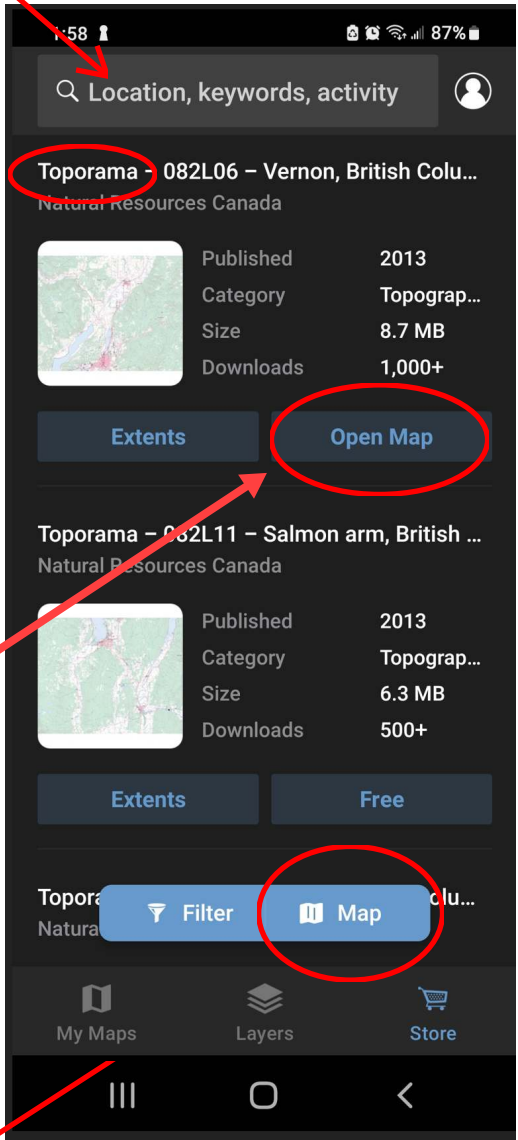 1:58 87%
Location, keywords, activity
Toporama – 082L06 – Vernon, British Colu...
Natural Resources Canada
Published 2013
Category Topograp...
Size 8.7 MB
Downloads 1,000+
Extents Open Map
Toporama – 082L11 – Salmon arm, British ...
Natural Resources Canada
Published 2013
Category Topograp...
Size 6.3 MB
Downloads 500+
Extents Free
Filter Map
My Maps Layers Store